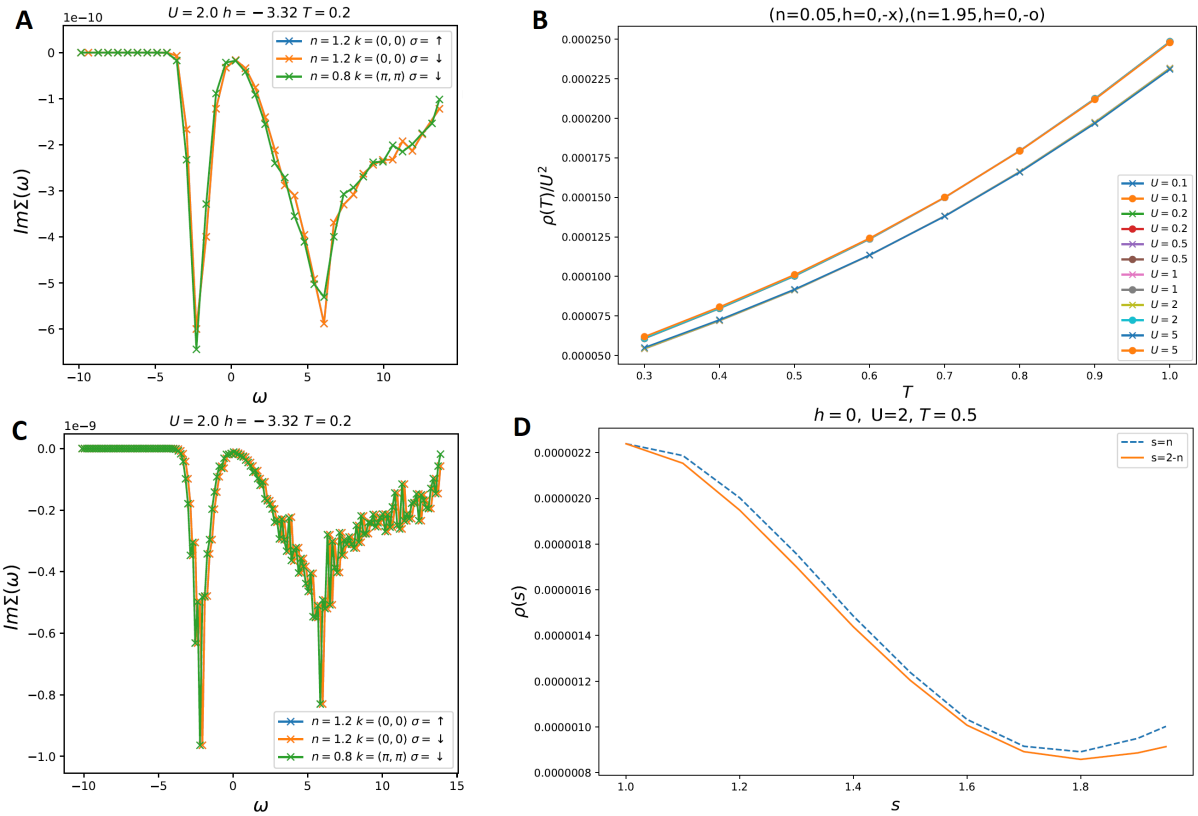 A
U = 2.0 h = − 3.32 T = 0.2
1e−10
n = 1.2 k = (0, 0) σ = ↑
n = 1.2 k = (0, 0) σ = ↓
n = 0.8 k = (π, π) σ = ↓
0
−1
−2
−3
−4
−5
−6
ImΣ(ω)
−10
−5
0
5
10
ω
B
(n=0.05,h=0,-x),(n=1.95,h=0,-o)
0.000250
0.000225
0.000200
0.000175
0.000150
0.000125
0.000100
0.000075
0.000050
ρ(T)/U²
U = 0.1
U = 0.1
U = 0.2
U = 0.2
U = 0.5
U = 0.5
U = 1
U = 1
U = 2
U = 2
U = 5
U = 5
0.3
0.4
0.5
0.6
0.7
0.8
0.9
1.0
T
C
U = 2.0 h = − 3.32 T = 0.2
1e−9
0.0
−0.2
−0.4
−0.6
−0.8
−1.0
ImΣ(ω)
n = 1.2 k = (0, 0) σ = ↑
n = 1.2 k = (0, 0) σ = ↓
n = 0.8 k = (π, π) σ = ↓
−10
−5
0
5
10
15
ω
D
h = 0, U=2, T = 0.5
s=n
s=2-n
0.0000022
0.0000020
0.0000018
0.0000016
0.0000014
0.0000012
0.0000010
0.0000008
ρ(s)
1.0
1.2
1.4
1.6
1.8
s